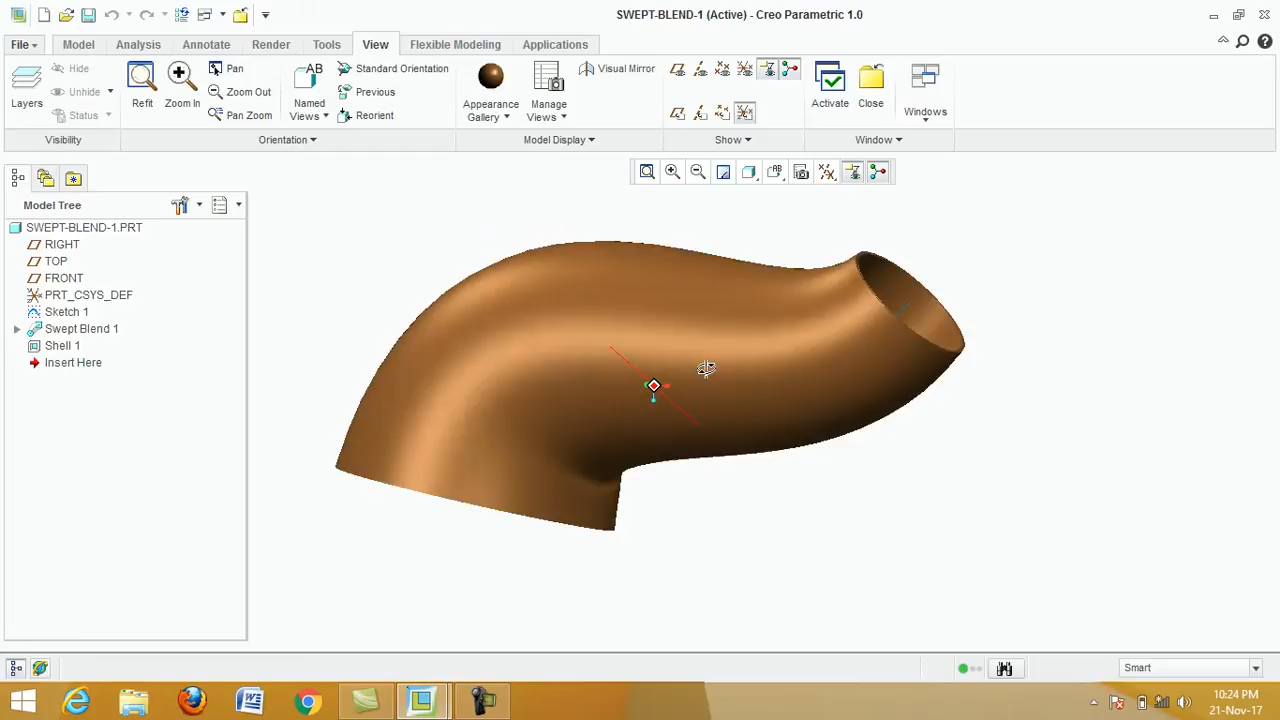 SWEPT-BLEND-1 (Active) - Creo Parametric 1.0
File Model Analysis Annotate Render Tools View Flexible Modeling Applications
Layers
Hide
Unhide
Status
Visibility
Refit
Zoom In
Pan
Zoom Out
Pan Zoom
Named Views
Standard Orientation
Previous
Reorient
Orientation
Appearance Gallery
Manage Views
Visual Mirror
Model Display
Show
Activate
Close
Windows
Window
Model Tree
SWEPT-BLEND-1.PRT
RIGHT
TOP
FRONT
PRT_CSYS_DEF
Sketch 1
Swept Blend 1
Shell 1
Insert Here
Smart
10:24 PM
21-Nov-17